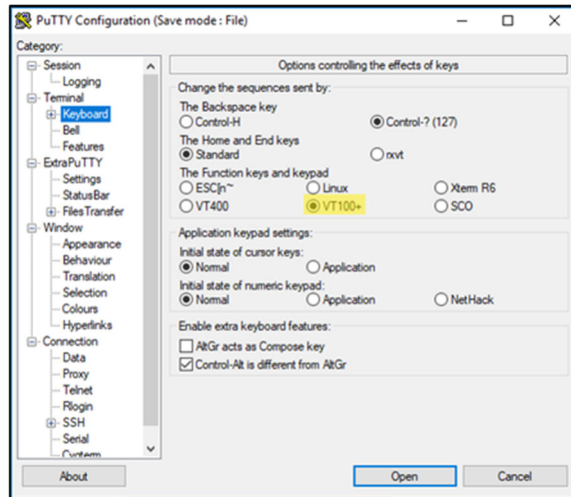 PuTTY Configuration (Save mode : File)
Category:
Session
Logging
Terminal
Keyboard
Bell
Features
ExtraPuTTY
Settings
StatusBar
FilesTransfer
Window
Appearance
Behaviour
Translation
Selection
Colours
Hyperlinks
Connection
Data
Proxy
Telnet
Rlogin
SSH
Serial
Cygterm
Options controlling the effects of keys
Change the sequences sent by:
The Backspace key
Control-H Control-? (127)
The Home and End keys
Standard rxvt
The Function keys and keypad
ESC[n~ Linux Xterm R6
VT400 VT100+ SCO
Application keypad settings:
Initial state of cursor keys:
Normal Application
Initial state of numeric keypad:
Normal Application NetHack
Enable extra keyboard features:
AltGr acts as Compose key
Control-Alt is different from AltGr
About Open Cancel